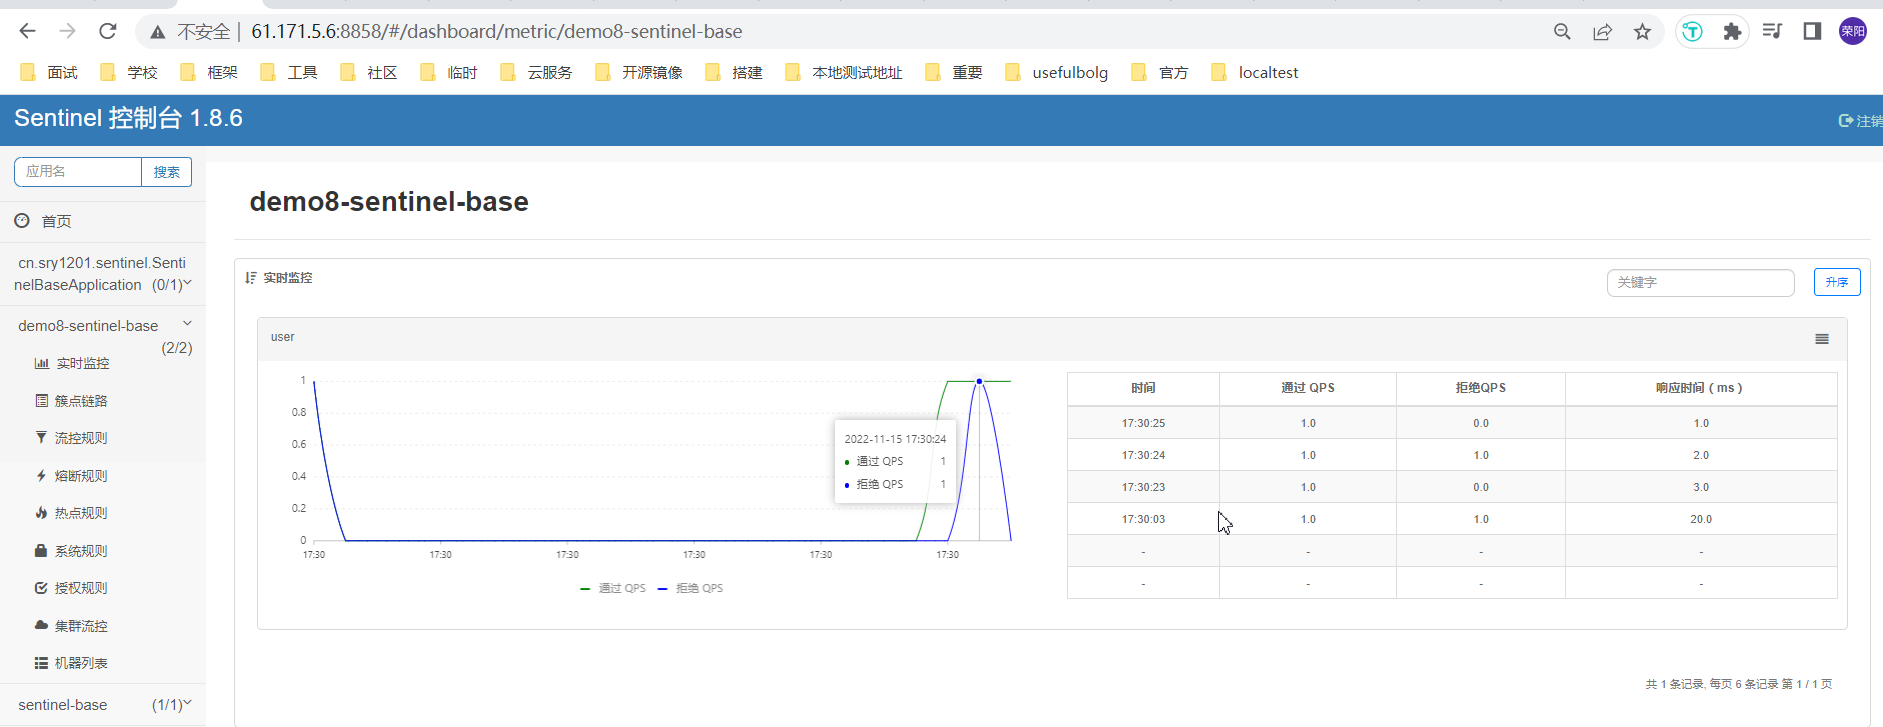 不安全 | 61.171.5.6:8858/#/dashboard/metric/demo8-sentinel-base
荣阳
面试 学校 框架 工具 社区 临时 云服务 开源镜像 搭建 本地测试地址 重要 usefulbolg 官方 localtest
Sentinel 控制台 1.8.6
注销
应用名 搜索
首页
cn.sry1201.sentinel.Senti
nelBaseApplication (0/1)
demo8-sentinel-base
(2/2)
实时监控
簇点链路
流控规则
熔断规则
热点规则
系统规则
授权规则
集群流控
机器列表
sentinel-base (1/1)
demo8-sentinel-base
实时监控
关键字 升序
user
1
0.8
0.6
0.4
0.2
0
17:30 17:30 17:30 17:30 17:30 17:30
2022-11-15 17:30:24
通过 QPS 1
拒绝 QPS 1
通过 QPS 拒绝 QPS
时间 通过 QPS 拒绝QPS 响应时间（ms）
17:30:25 1.0 0.0 1.0
17:30:24 1.0 1.0 2.0
17:30:23 1.0 0.0 3.0
17:30:03 1.0 1.0 20.0
- - - -
- - - -
共 1 条记录, 每页 6 条记录 第 1 / 1 页